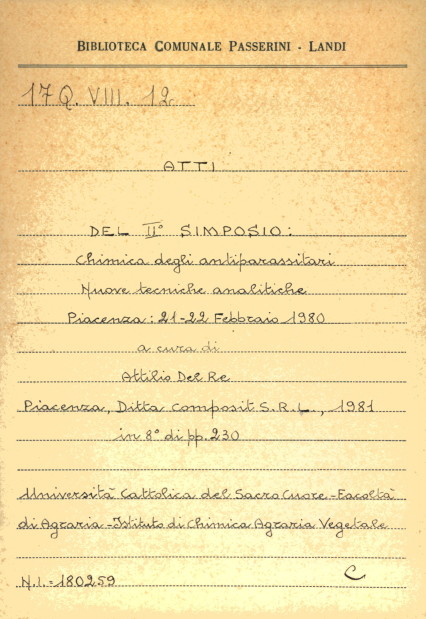 BIBLIOTECA COMUNALE PASSERINI - LANDI
17 Q. VIII. 12
ATTI
DEL II° SIMPOSIO:
Chimica degli antiparassitari
Nuove tecniche analitiche
Piacenza: 21-22 Febbraio 1980
a cura di
Attilio Del Re
Piacenza, Ditta Composit S.R.L., 1981
in 8° di pp. 230
Università Cattolica del Sacro Cuore - Facoltà
di Agraria - Istituto di Chimica Agraria Vegetale
N.I. = 180259
C